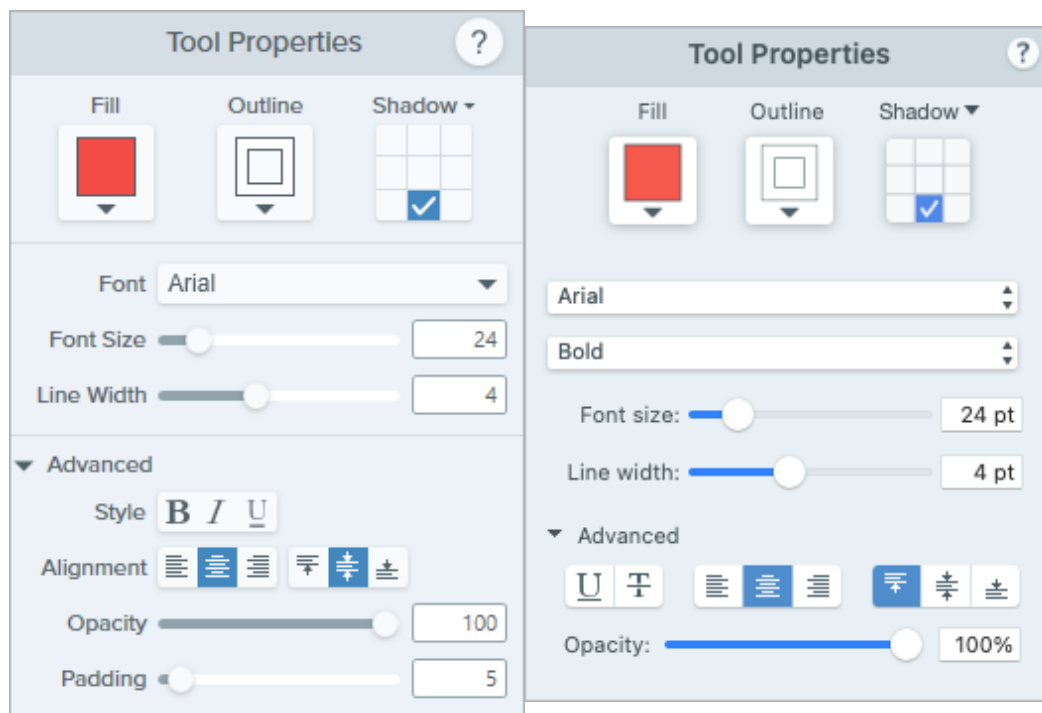 Tool Properties ?
Fill Outline Shadow
Font Arial
Font Size 24
Line Width 4
Advanced
Style B I U
Alignment
Opacity 100
Padding 5
Tool Properties ?
Fill Outline Shadow
Arial
Bold
Font size: 24 pt
Line width: 4 pt
Advanced
U T
Opacity: 100%